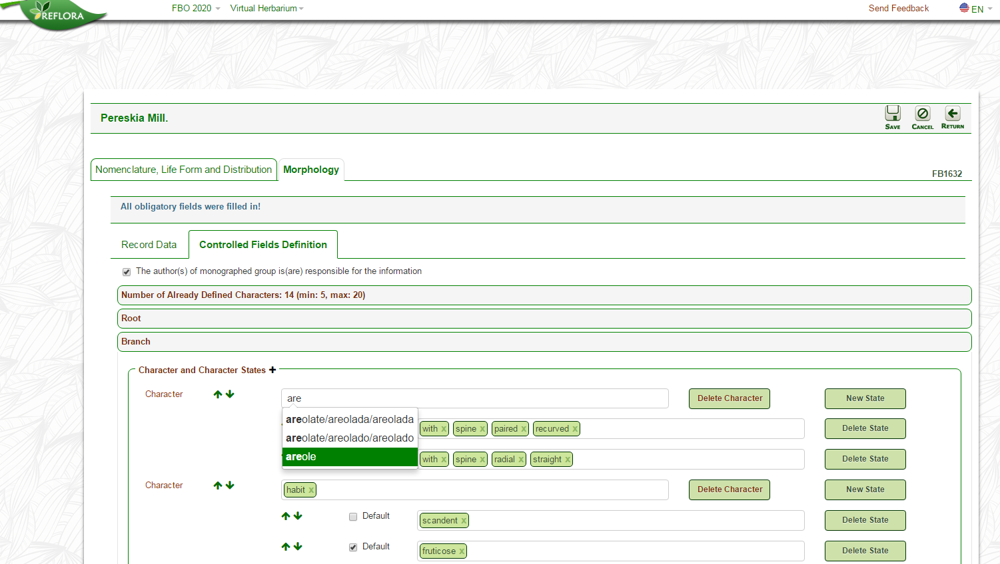 REFLORA
FBO 2020 Virtual Herbarium Send Feedback EN
Pereskia Mill.
SAVE CANCEL RETURN
Nomenclature, Life Form and Distribution Morphology
FB1632
All obligatory fields were filled in!
Record Data Controlled Fields Definition
The author(s) of monographed group is(are) responsible for the information
Number of Already Defined Characters: 14 (min: 5, max: 20)
Root
Branch
Character and Character States +
Character are Delete Character New State
areolate/areolada/areolada
with x spine x paired x recurved x Delete State
areolate/areolado/areolado
areole
with x spine x radial x straight x Delete State
Character habit x Delete Character New State
Default scandent x Delete State
Default fruticose x Delete State